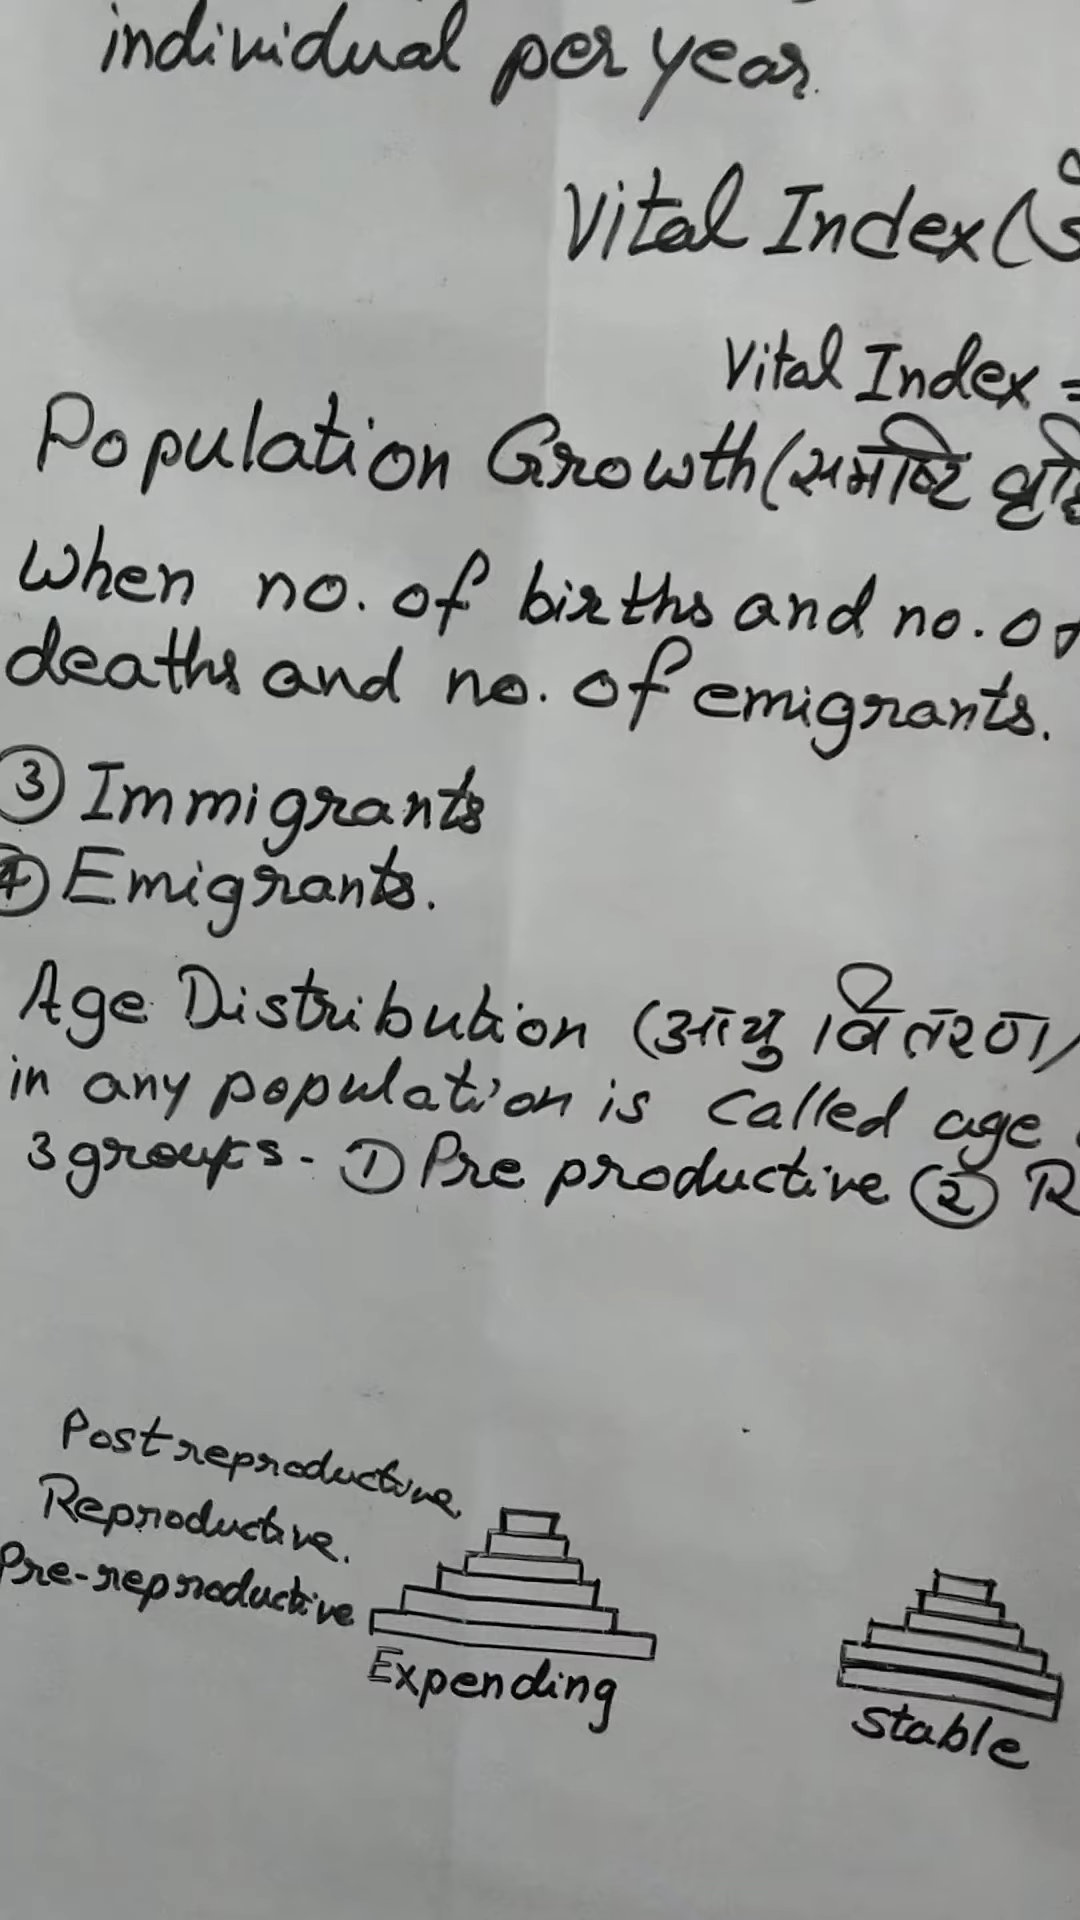 individual per year.
Vital Index (
Vital Index =
Population Growth (समष्टि
When no. of births and no. of
deaths and no. of emigrants.
③ Immigrants
④ Emigrants.
Age Distribution (आयु वितरण)
in any population is called age
3 groups - ① Pre productive ② R
Postreproductive
Reproductive.
Pre-reproductive
Expending
stable